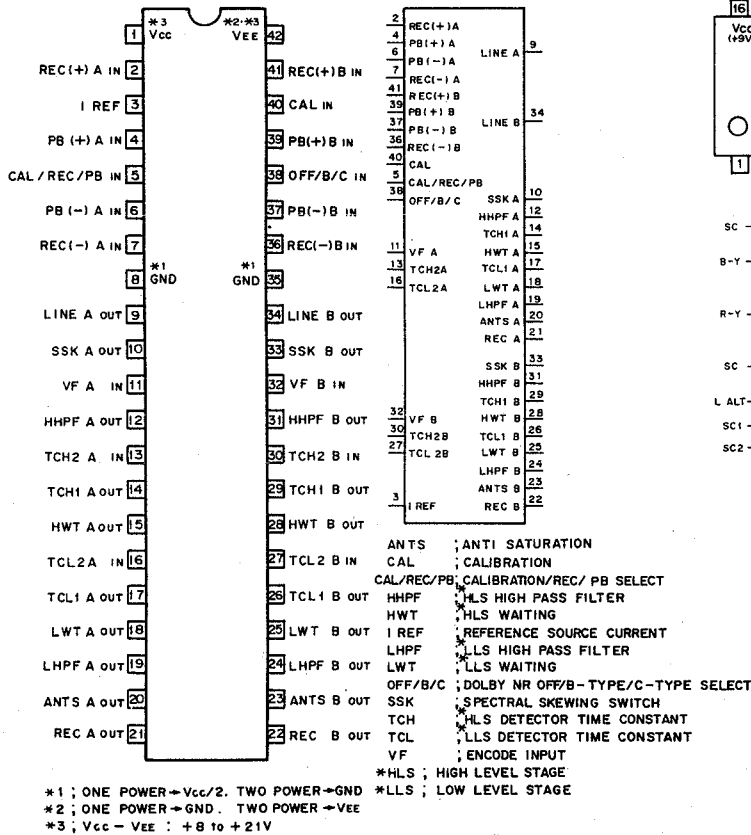 *3
Vcc
*2·*3
VEE
1
42
REC(+) A IN 2
41 REC(+)B IN
I REF 3
40 CAL IN
PB (+) A IN 4
39 PB(+)B IN
CAL/REC/PB IN 5
38 OFF/B/C IN
PB (-) A IN 6
37 PB(-)B IN
REC(-) A IN 7
36 REC(-)B IN
8
*1
GND
*1
GND
35
LINE A OUT 9
34 LINE B OUT
SSK A OUT 10
33 SSK B OUT
VF A IN 11
32 VF B IN
HHPF A OUT 12
31 HHPF B OUT
TCH2 A IN 13
30 TCH2 B IN
TCH1 A OUT 14
29 TCH1 B OUT
HWT A OUT 15
28 HWT B OUT
TCL2A IN 16
27 TCL2 B IN
TCL1 A OUT 17
26 TCL1 B OUT
LWT A OUT 18
25 LWT B OUT
LHPF A OUT 19
24 LHPF B OUT
ANTS A OUT 20
23 ANTS B OUT
REC A OUT 21
22 REC B OUT
*1 ; ONE POWER→Vcc/2. TWO POWER→GND
*2 ; ONE POWER→GND. TWO POWER→VEE
*3 ; Vcc - VEE : +8 to +21V
2 REC(+)A
4 PB(+)A
6 PB(-)A
7 REC(-)A
41 REC(+)B
39 PB(+)B
37 PB(-)B
36 REC(-)B
40 CAL
5 CAL/REC/PB
38 OFF/B/C
11 VF A
13 TCH2A
16 TCL2A
32 VF B
30 TCH2B
27 TCL 2B
3 I REF
LINE A 9
LINE B 34
SSK A 10
HHPF A 12
TCH1 A 14
HWT A 15
TCL1 A 17
LWT A 18
LHPF A 19
ANTS A 20
REC A 21
SSK B 33
HHPF B 31
TCH1 B 29
HWT B 28
TCL1 B 26
LWT B 25
LHPF B 24
ANTS B 23
REC B 22
ANTS ; ANTI SATURATION
CAL ; CALIBRATION
CAL/REC/PB ; CALIBRATION/REC/ PB SELECT
HHPF ; *HLS HIGH PASS FILTER
HWT ; *HLS WAITING
I REF ; REFERENCE SOURCE CURRENT
LHPF ; *LLS HIGH PASS FILTER
LWT ; *LLS WAITING
OFF/B/C ; DOLBY NR OFF/B-TYPE/C-TYPE SELECT
SSK ; SPECTRAL SKEWING SWITCH
TCH ; *HLS DETECTOR TIME CONSTANT
TCL ; *LLS DETECTOR TIME CONSTANT
VF ; ENCODE INPUT
*HLS ; HIGH LEVEL STAGE
*LLS ; LOW LEVEL STAGE
16
Vcc
(+9V
1
SC
B-Y
R-Y
SC
L ALT
SC1
SC2